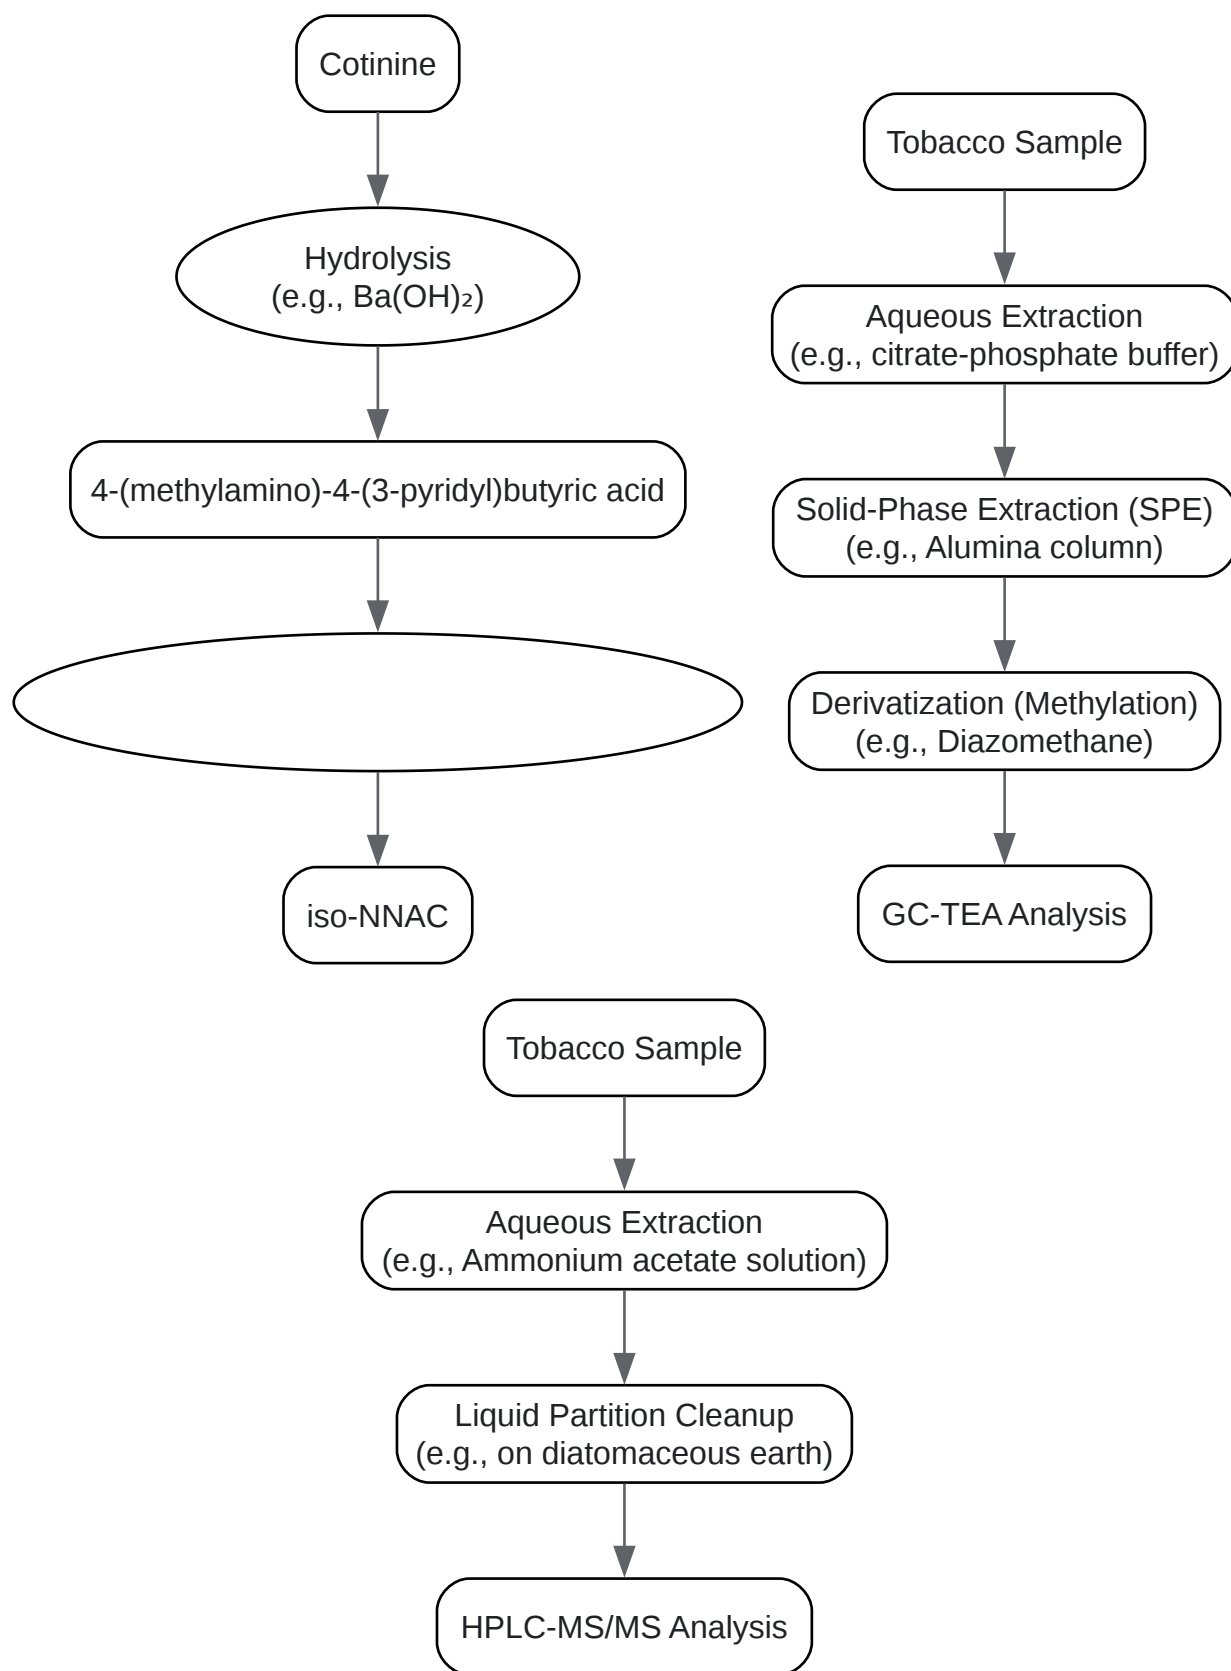 Cotinine
Hydrolysis
(e.g., Ba(OH)₂)
4-(methylamino)-4-(3-pyridyl)butyric acid
iso-NNAC
Tobacco Sample
Aqueous Extraction
(e.g., citrate-phosphate buffer)
Solid-Phase Extraction (SPE)
(e.g., Alumina column)
Derivatization (Methylation)
(e.g., Diazomethane)
GC-TEA Analysis
Tobacco Sample
Aqueous Extraction
(e.g., Ammonium acetate solution)
Liquid Partition Cleanup
(e.g., on diatomaceous earth)
HPLC-MS/MS Analysis